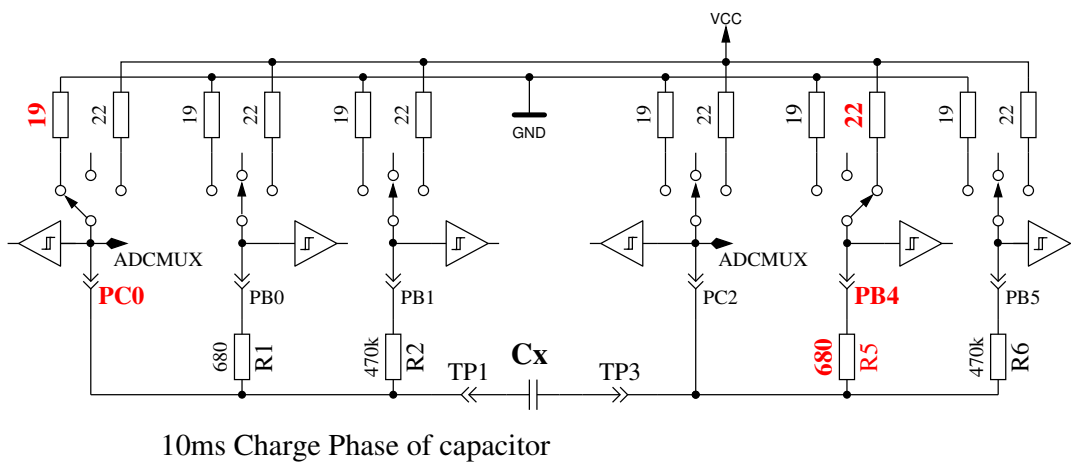 VCC
19
22
19
22
19
22
GND
19
22
19
22
19
22
ADCMUX
ADCMUX
PC0
PB0
PB1
PC2
PB4
PB5
680
R1
470k
R2
TP1
Cx
TP3
680
R5
470k
R6
10ms Charge Phase of capacitor